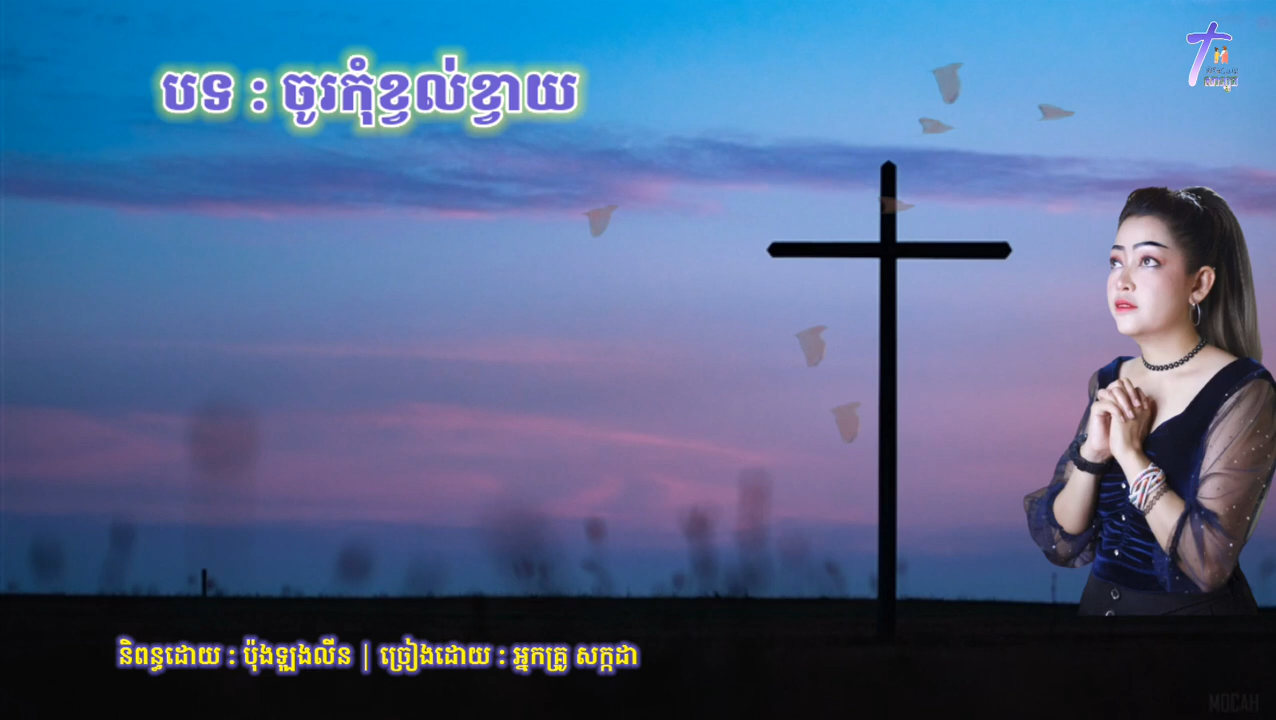 បទ : ចូរកុំខ្វល់ខ្វាយ
និពន្ធដោយ : ប៉ុងឡូងលីន | ច្រៀងដោយ : អ្នកគ្រូ សក្កដា
MOCAH